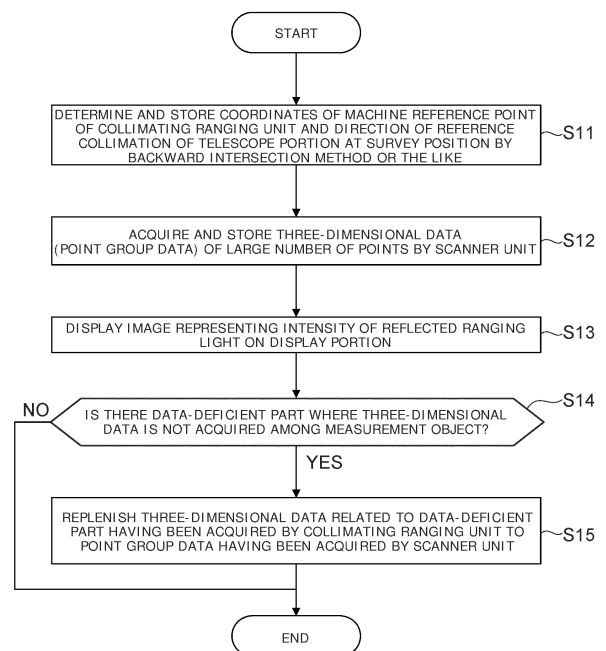 START
DETERMINE AND STORE COORDINATES OF MACHINE REFERENCE POINT
OF COLLIMATING RANGING UNIT AND DIRECTION OF REFERENCE
COLLIMATION OF TELESCOPE PORTION AT SURVEY POSITION BY
BACKWARD INTERSECTION METHOD OR THE LIKE
S11
ACQUIRE AND STORE THREE-DIMENSIONAL DATA
(POINT GROUP DATA) OF LARGE NUMBER OF POINTS BY SCANNER UNIT
S12
DISPLAY IMAGE REPRESENTING INTENSITY OF REFLECTED RANGING
LIGHT ON DISPLAY PORTION
S13
IS THERE DATA-DEFICIENT PART WHERE THREE-DIMENSIONAL
DATA IS NOT ACQUIRED AMONG MEASUREMENT OBJECT?
S14
NO
YES
REPLENISH THREE-DIMENSIONAL DATA RELATED TO DATA-DEFICIENT
PART HAVING BEEN ACQUIRED BY COLLIMATING RANGING UNIT TO
POINT GROUP DATA HAVING BEEN ACQUIRED BY SCANNER UNIT
S15
END